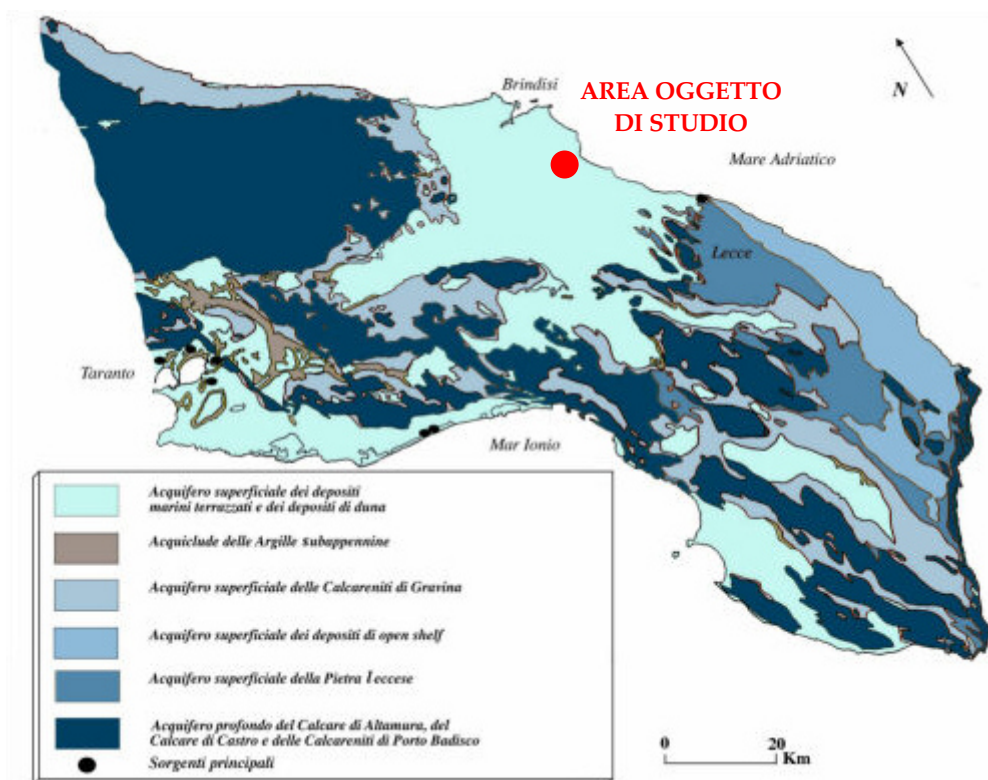 Brindisi
AREA OGGETTO
DI STUDIO
N
Mare Adriatico
Lecce
Taranto
Mar Ionio
Acquifero superficiale dei depositi
marini terrazzati e dei depositi di duna
Acquiclude delle Argille subappennine
Acquifero superficiale delle Calcareniti di Gravina
Acquifero superficiale dei depositi di open shelf
Acquifero superficiale della Pietra leccese
Acquifero profondo del Calcare di Altamura, del
Calcare di Castro e delle Calcareniti di Porto Badisco
Sorgenti principali
0 20
Km